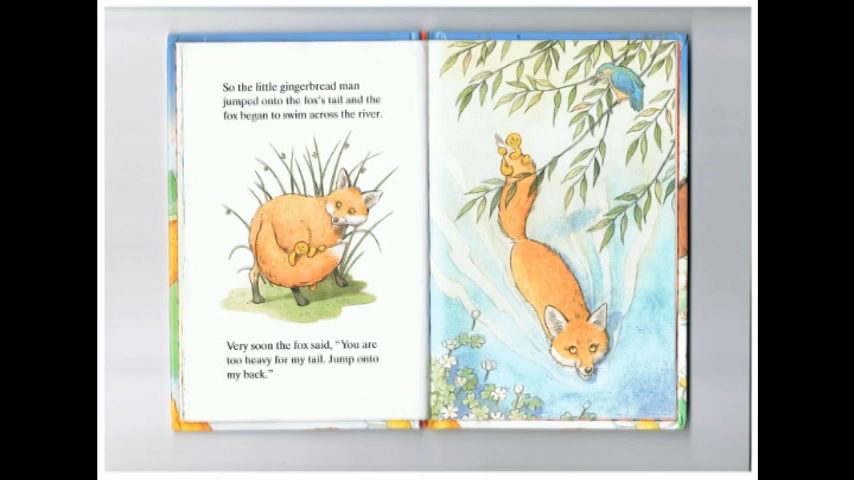 So the little gingerbread man
jumped onto the fox's tail and the
fox began to swim across the river.
Very soon the fox said, "You are
too heavy for my tail. Jump onto
my back."